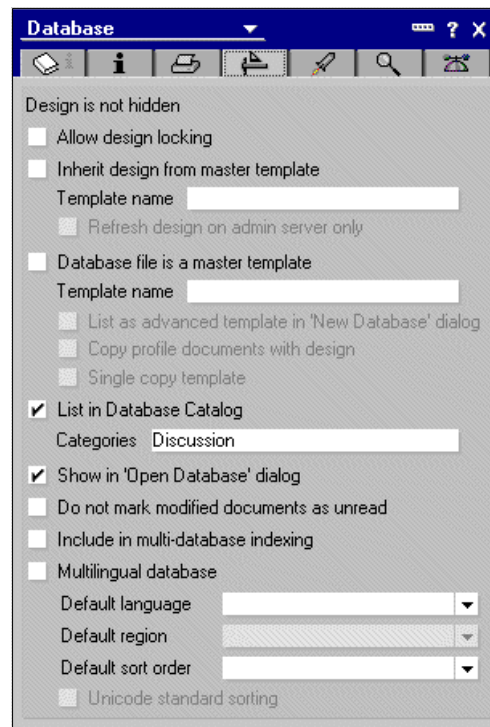 Database
? X
i
Design is not hidden
Allow design locking
Inherit design from master template
Template name
Refresh design on admin server only
Database file is a master template
Template name
List as advanced template in 'New Database' dialog
Copy profile documents with design
Single copy template
List in Database Catalog
Categories Discussion
Show in 'Open Database' dialog
Do not mark modified documents as unread
Include in multi-database indexing
Multilingual database
Default language
Default region
Default sort order
Unicode standard sorting